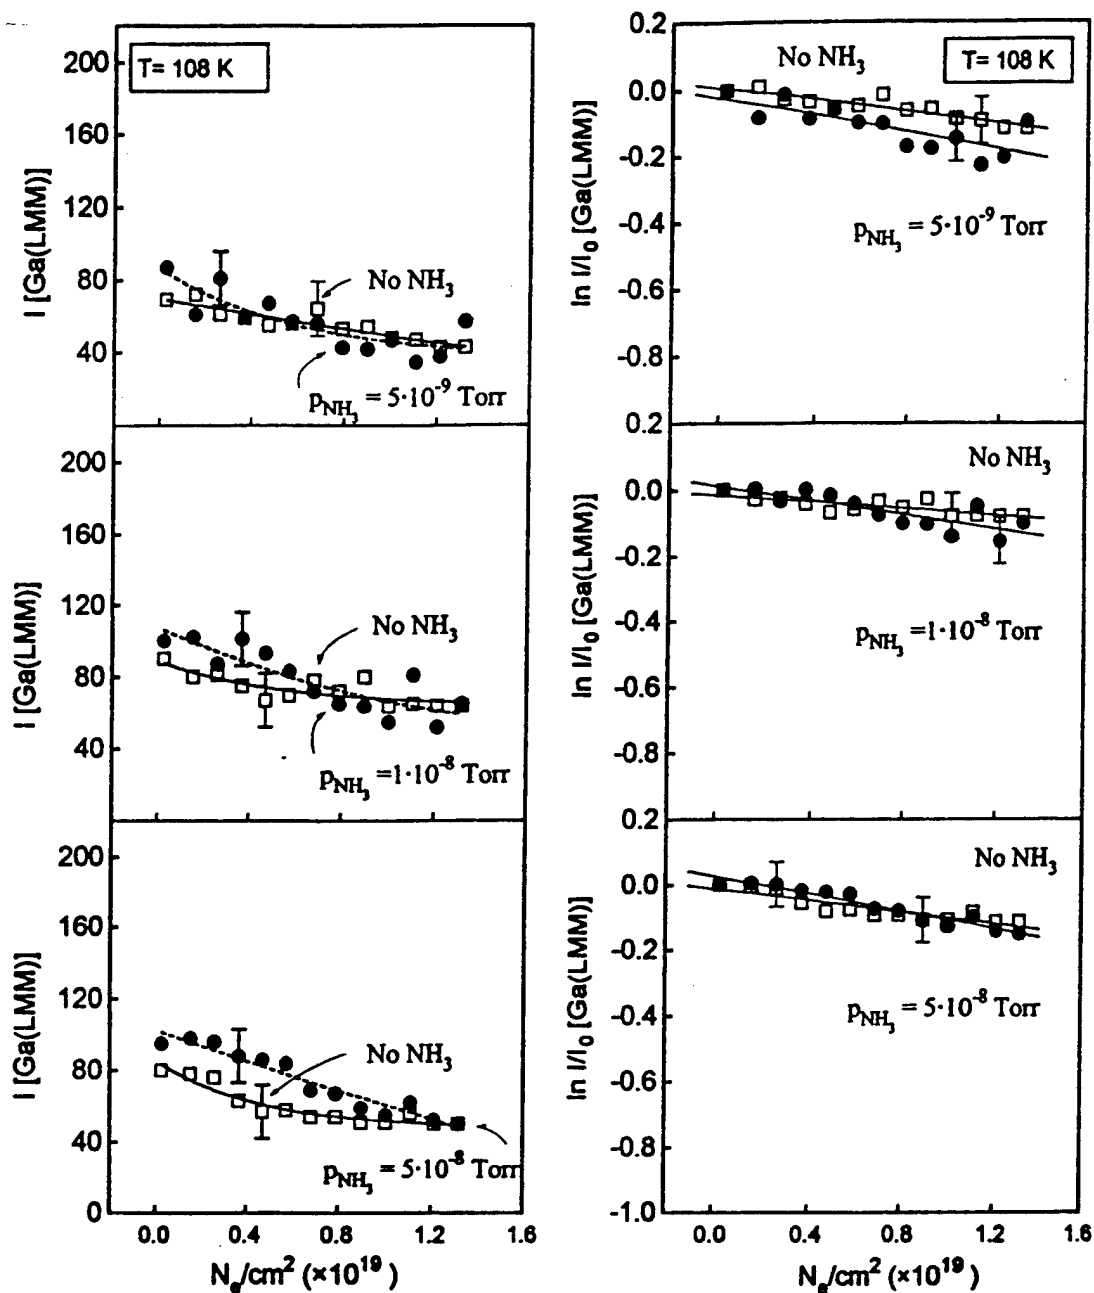 T= 108 K
200
160
120
80
40
I [Ga(LMM)]
No NH3
pNH3 = 5·10-9 Torr
200
160
120
80
40
I [Ga(LMM)]
No NH3
pNH3 =1·10-8 Torr
200
160
120
80
40
0
I [Ga(LMM)]
No NH3
pNH3 = 5·10-8 Torr
0.0 0.4 0.8 1.2 1.6
Ne/cm2 (×1019)
0.2
0.0
-0.2
-0.4
-0.6
-0.8
ln I/I0 [Ga(LMM)]
No NH3
T= 108 K
pNH3 = 5·10-9 Torr
0.2
0.0
-0.2
-0.4
-0.6
-0.8
ln I/I0 [Ga(LMM)]
No NH3
pNH3 = 1·10-8 Torr
0.2
0.0
-0.2
-0.4
-0.6
-0.8
-1.0
ln I/I0 [Ga(LMM)]
No NH3
pNH3 = 5·10-8 Torr
0.0 0.4 0.8 1.2 1.6
Ne/cm2 (×1019)